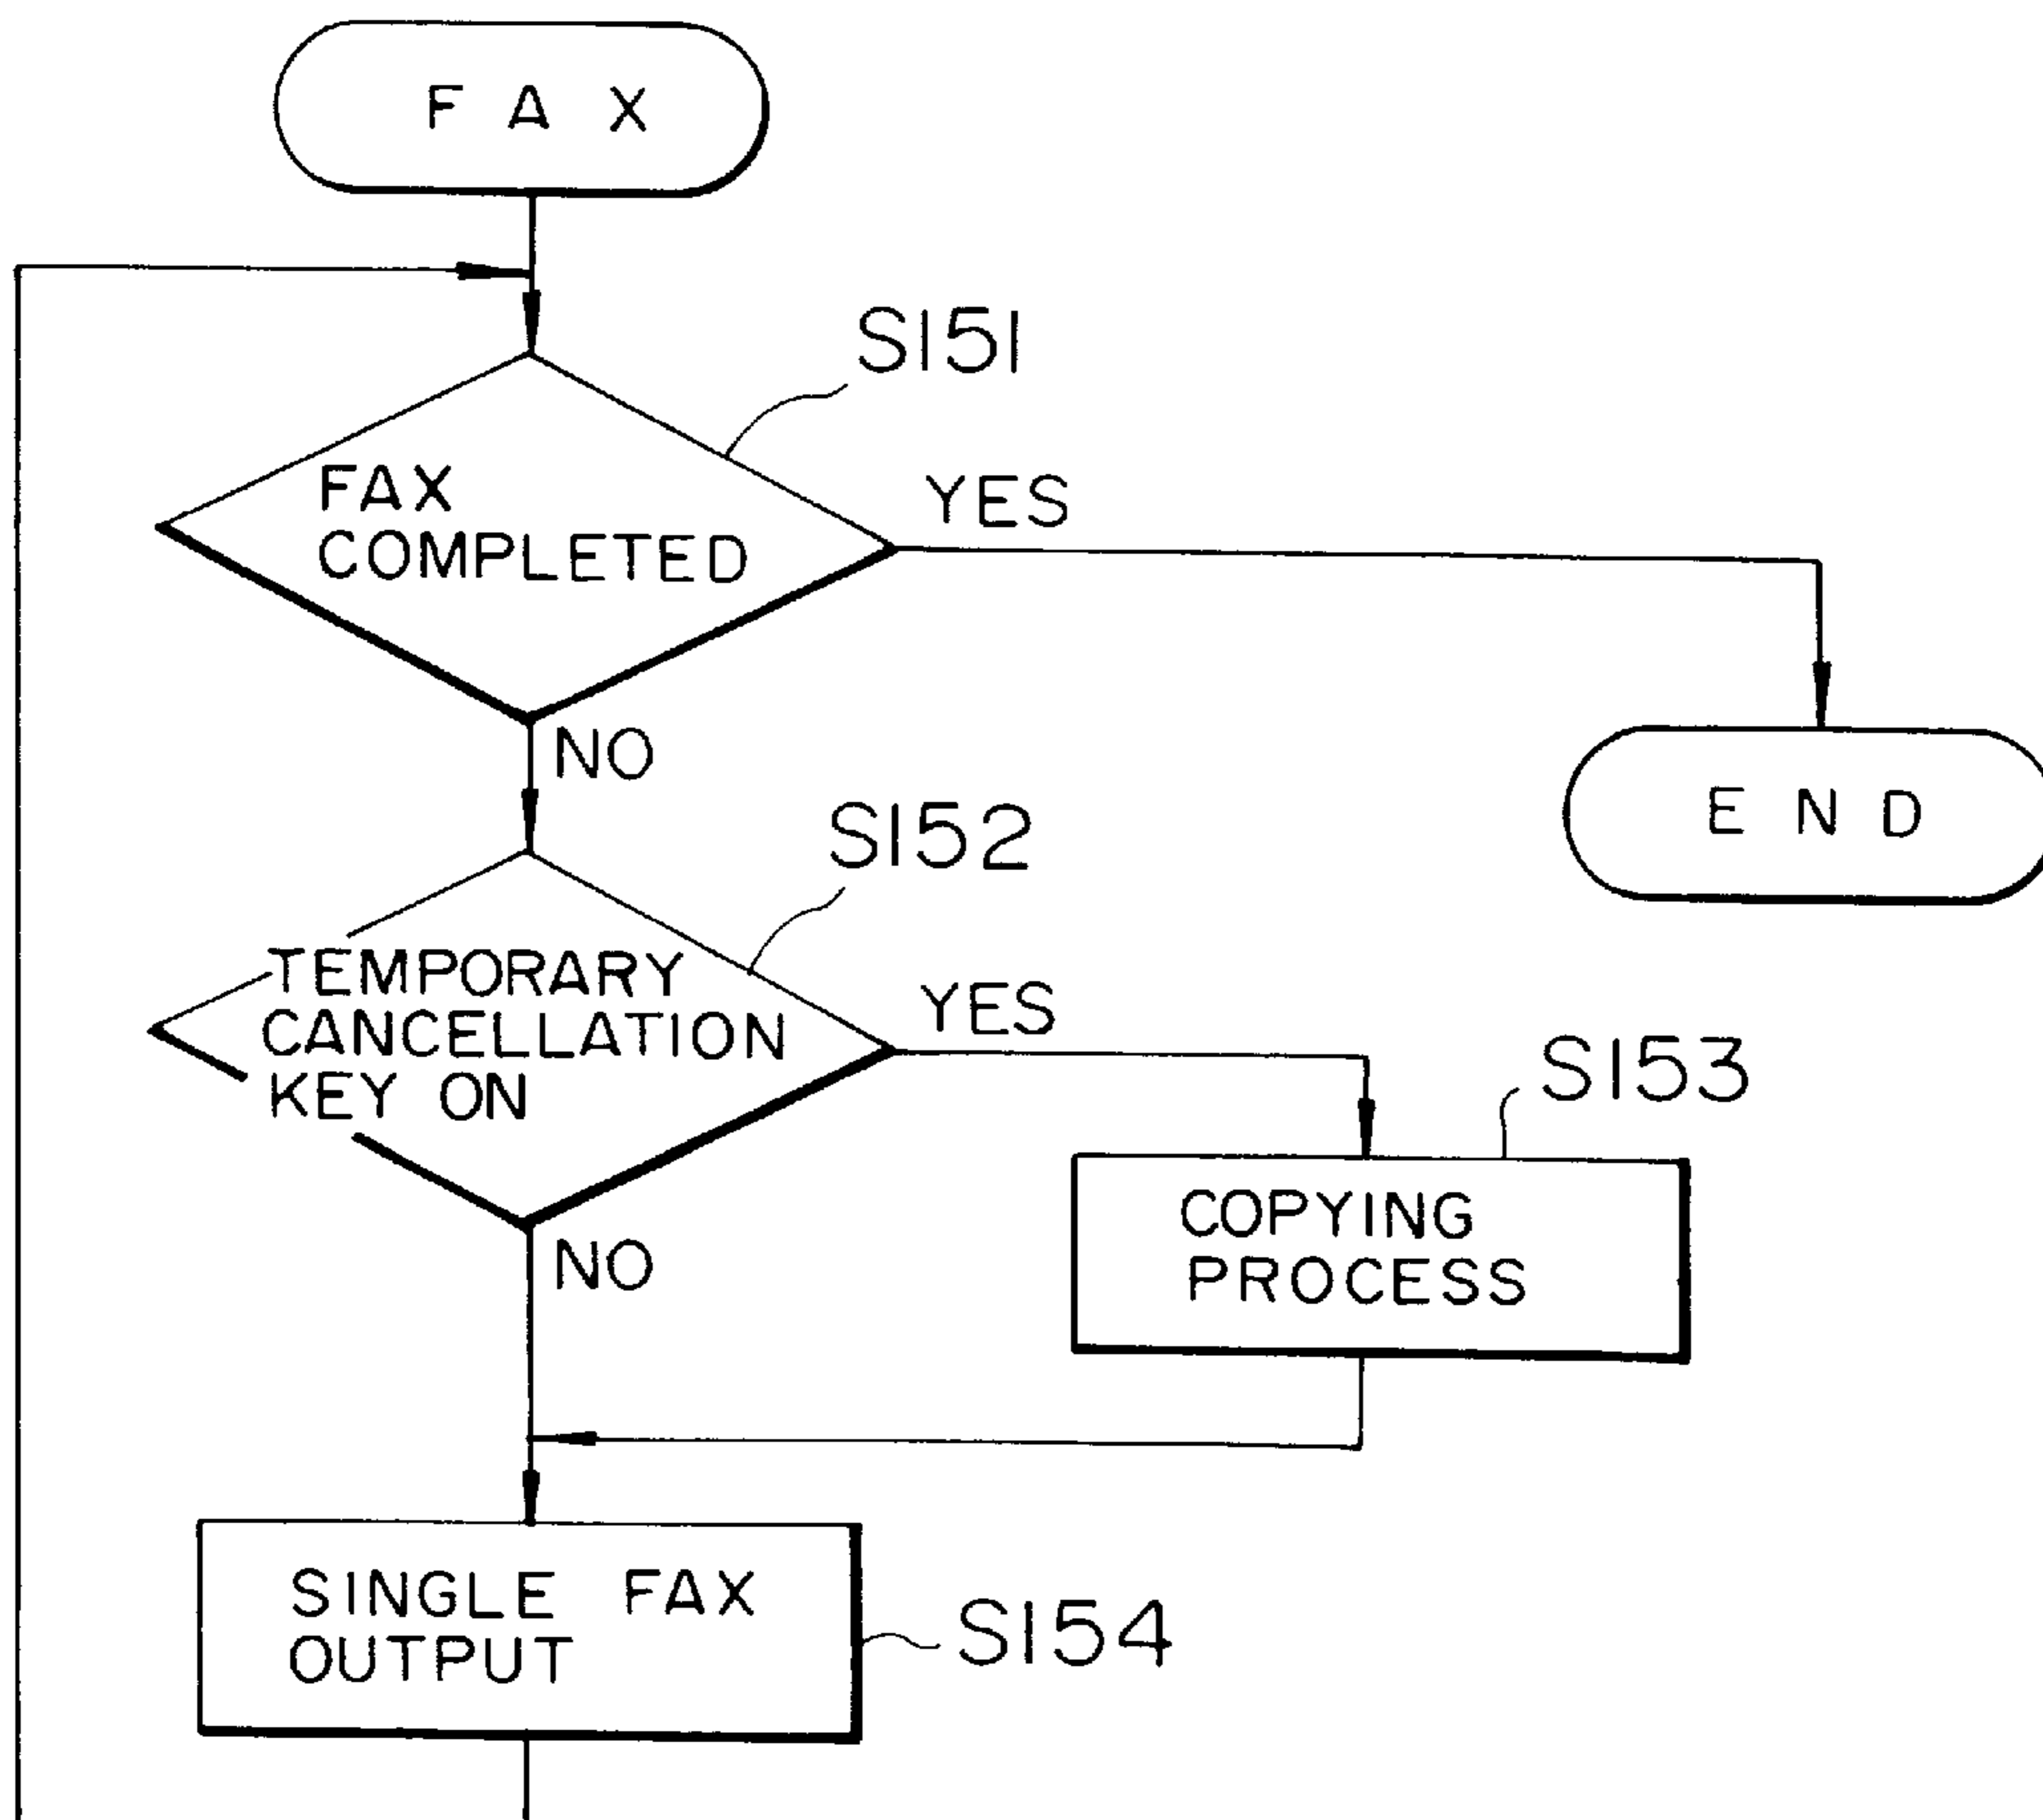 FAX
S151
FAX
COMPLETED
YES
NO
END
S152
TEMPORARY
CANCELLATION
KEY ON
YES
S153
COPYING
PROCESS
NO
SINGLE FAX
OUTPUT
S154